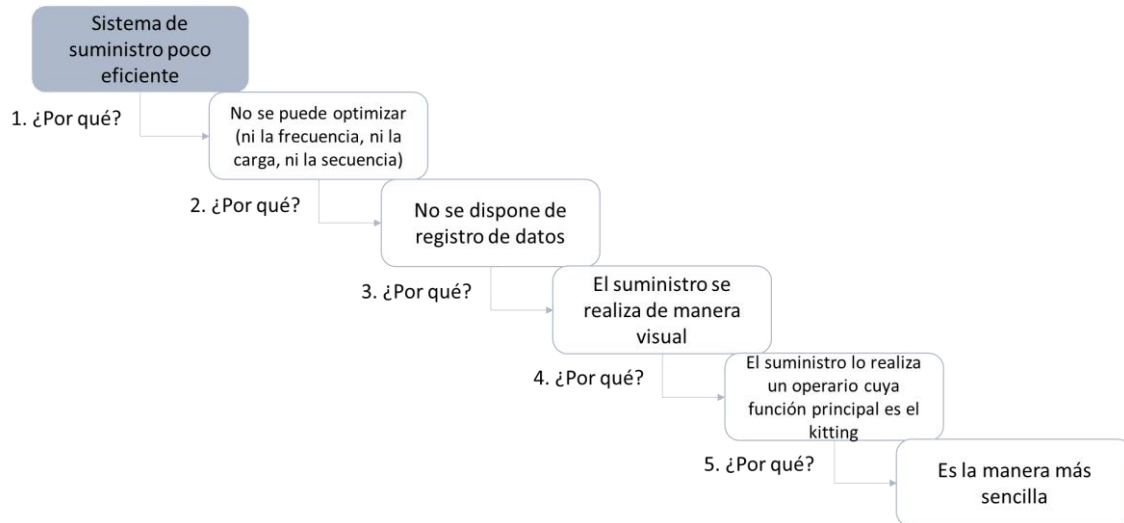 Sistema de
suministro poco
eficiente
1. ¿Por qué?
No se puede optimizar
(ni la frecuencia, ni la
carga, ni la secuencia)
2. ¿Por qué?
No se dispone de
registro de datos
3. ¿Por qué?
El suministro se
realiza de manera
visual
4. ¿Por qué?
El suministro lo realiza
un operario cuya
función principal es el
kitting
5. ¿Por qué?
Es la manera más
sencilla